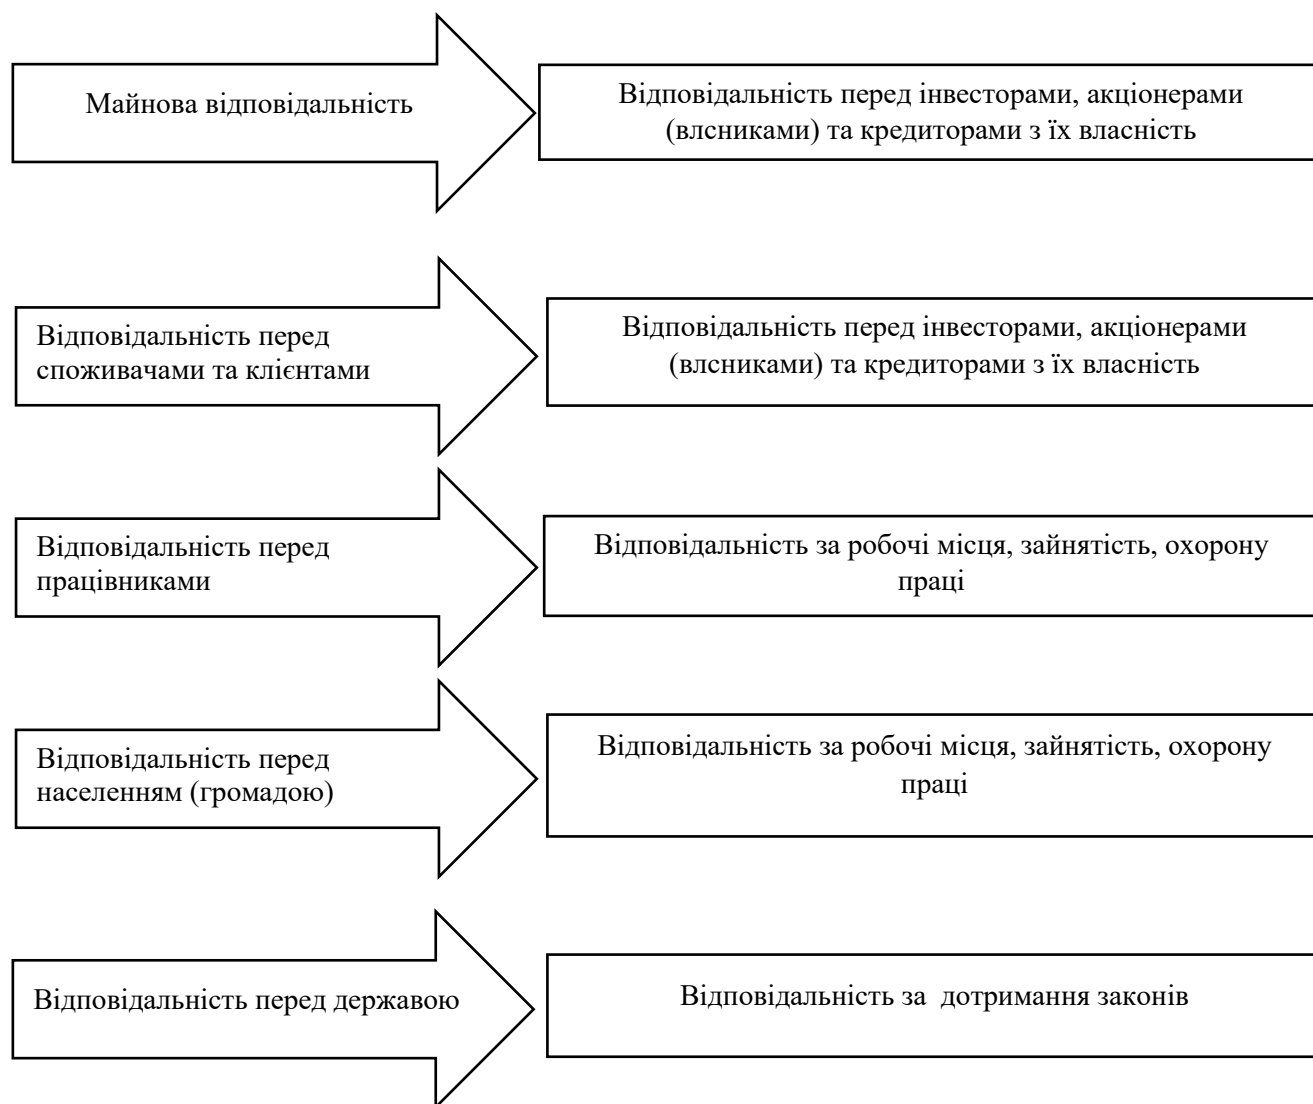 Майнова відповідальність
Відповідальність перед інвесторами, акціонерами
(влсниками) та кредиторами з їх власність
Відповідальність перед
споживачами та клієнтами
Відповідальність перед інвесторами, акціонерами
(влсниками) та кредиторами з їх власність
Відповідальність перед
працівниками
Відповідальність за робочі місця, зайнятість, охорону
праці
Відповідальність перед
населенням (громадою)
Відповідальність за робочі місця, зайнятість, охорону
праці
Відповідальність перед державою
Відповідальність за дотримання законів